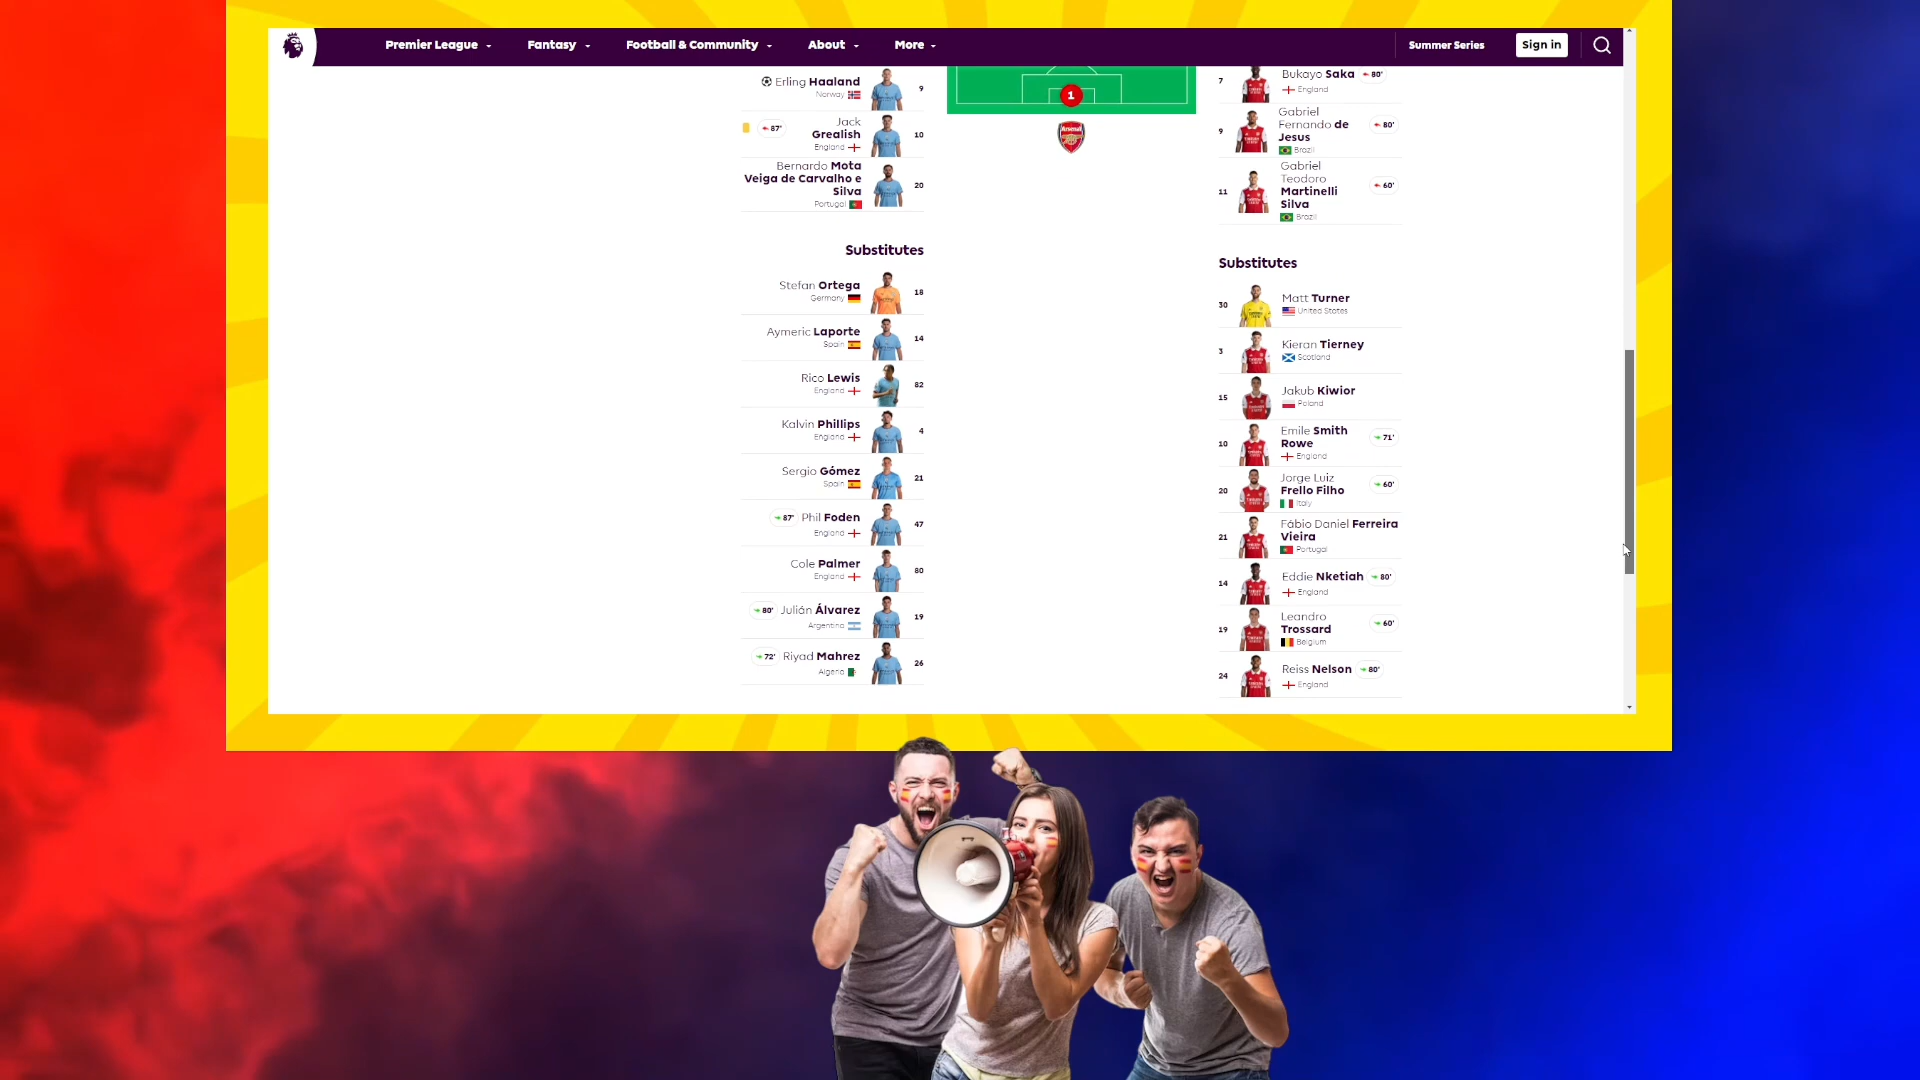 Premier League
Fantasy
Football & Community
About
More
Summer Series
Sign in
Erling Haaland
Norway
9
87'
Jack
Grealish
England
10
Bernardo Mota
Veiga de Carvalho e
Silva
Portugal
20
Substitutes
Stefan Ortega
Germany
18
Aymeric Laporte
Spain
14
Rico Lewis
England
82
Kalvin Phillips
England
4
Sergio Gómez
Spain
21
87' Phil Foden
England
47
Cole Palmer
England
80
80' Julián Álvarez
Argentina
19
72' Riyad Mahrez
Algeria
26
1
Arsenal
7
Bukayo Saka 80'
England
9
Gabriel
Fernando de
Jesus
Brazil
80'
11
Gabriel
Teodoro
Martinelli
Silva
Brazil
60'
Substitutes
30
Matt Turner
United States
3
Kieran Tierney
Scotland
15
Jakub Kiwior
Poland
10
Emile Smith
Rowe
England
71'
20
Jorge Luiz
Frello Filho
Italy
60'
21
Fábio Daniel Ferreira
Vieira
Portugal
14
Eddie Nketiah 80'
England
19
Leandro
Trossard
Belgium
60'
24
Reiss Nelson 80'
England